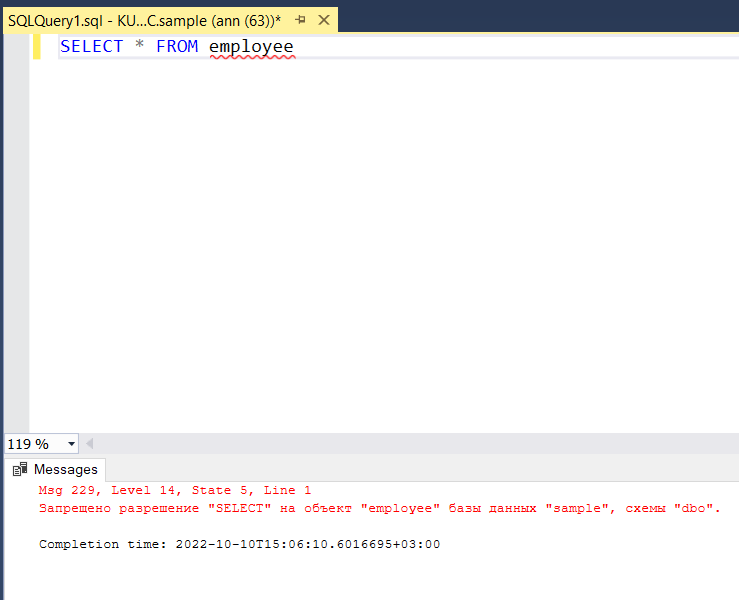 SQLQuery1.sql - KU...C.sample (ann (63))*
SELECT * FROM employee
119 %
Messages
Msg 229, Level 14, State 5, Line 1
Запрещено разрешение "SELECT" на объект "employee" базы данных "sample", схемы "dbo".
Completion time: 2022-10-10T15:06:10.6016695+03:00